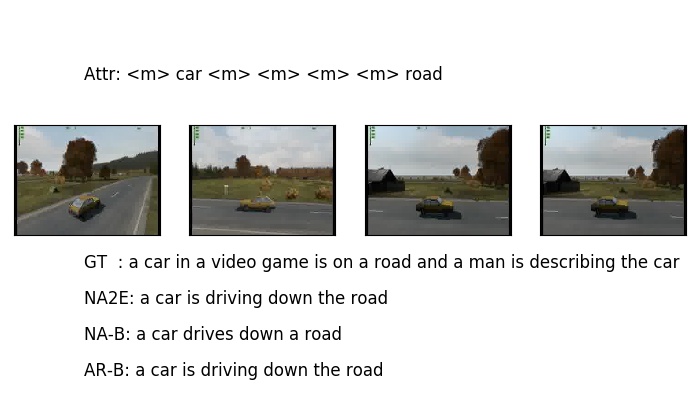 Attr: <m> car <m> <m> <m> <m> road
GT  : a car in a video game is on a road and a man is describing the car
NA2E: a car is driving down the road
NA-B: a car drives down a road
AR-B: a car is driving down the road